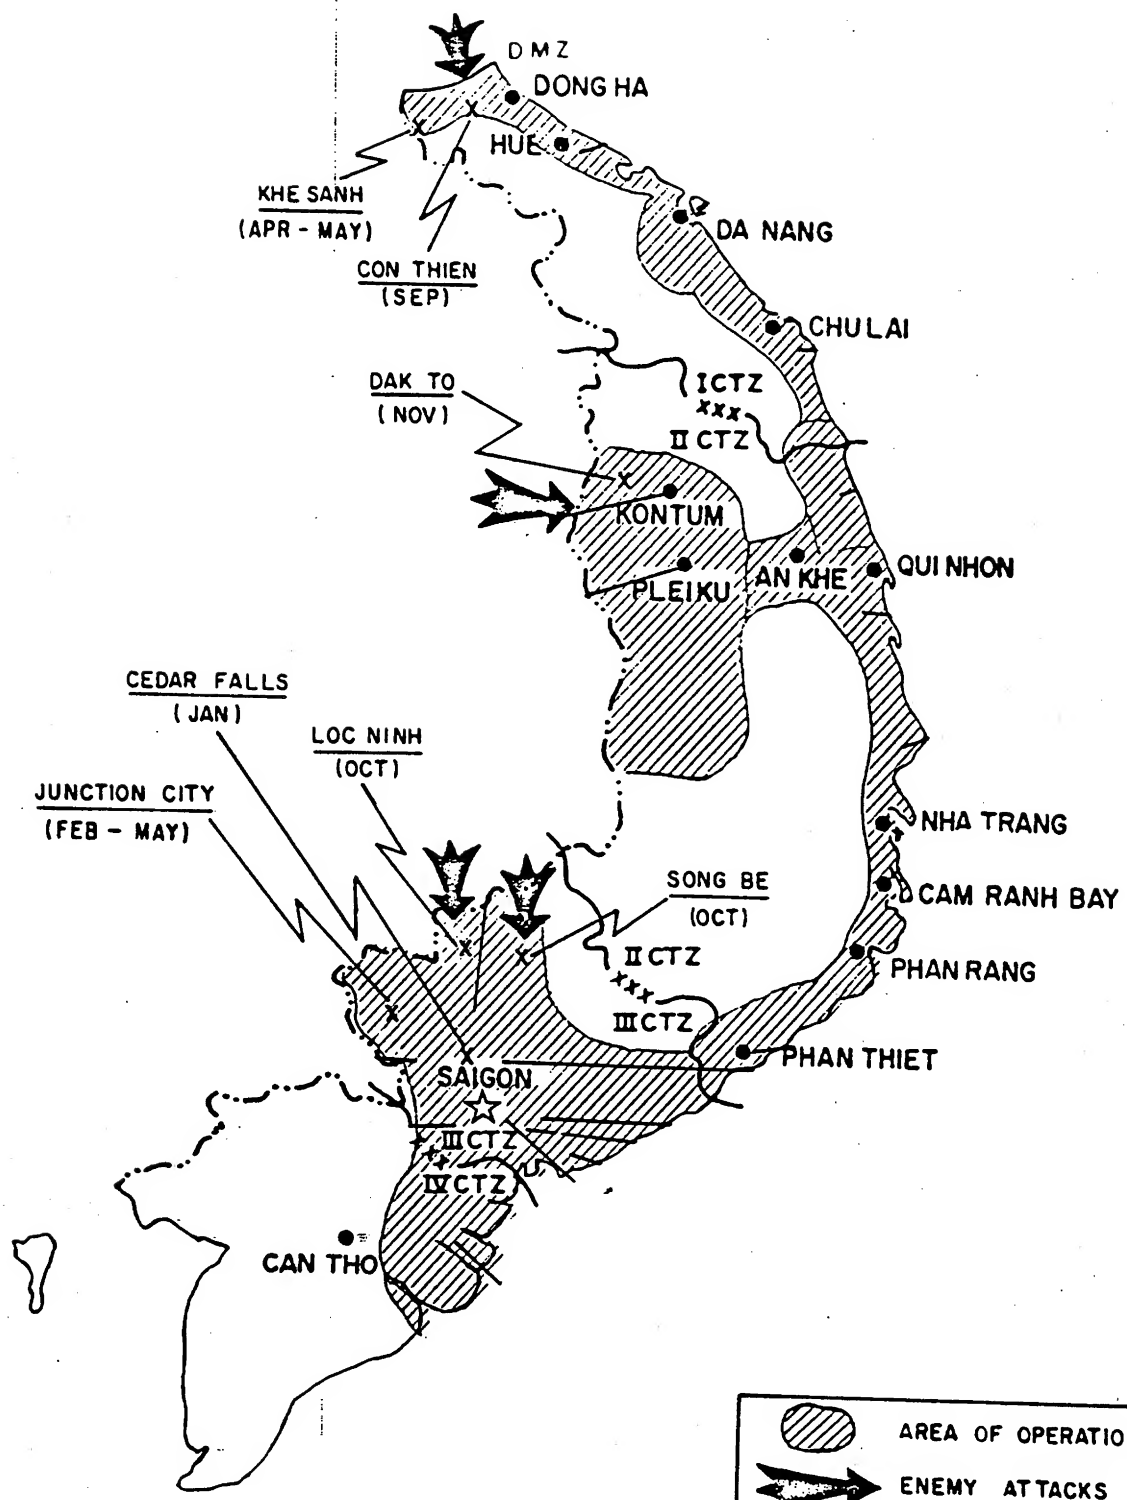 DMZ
DONG HA
HUE
KHE SANH
(APR - MAY)
DA NANG
CON THIEN
(SEP)
CHU LAI
DAK TO
(NOV)
I CTZ
XXX
II CTZ
KONTUM
QUI NHON
AN KHE
PLEIKU
CEDAR FALLS
(JAN)
LOC NINH
(OCT)
JUNCTION CITY
(FEB - MAY)
NHA TRANG
SONG BE
(OCT)
CAM RANH BAY
II CTZ
XXX
III CTZ
PHAN RANG
PHAN THIET
SAIGON
III CTZ
XXX
IV CTZ
CAN THO
AREA OF OPERATIO
ENEMY ATTACKS